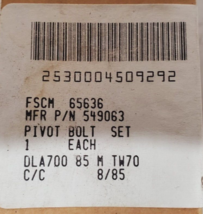 2530004509292
FSCM 65636
MFR P/N 549063
PIVOT BOLT SET
1 EACH
DLA700 85 M TW70
C/C 8/85